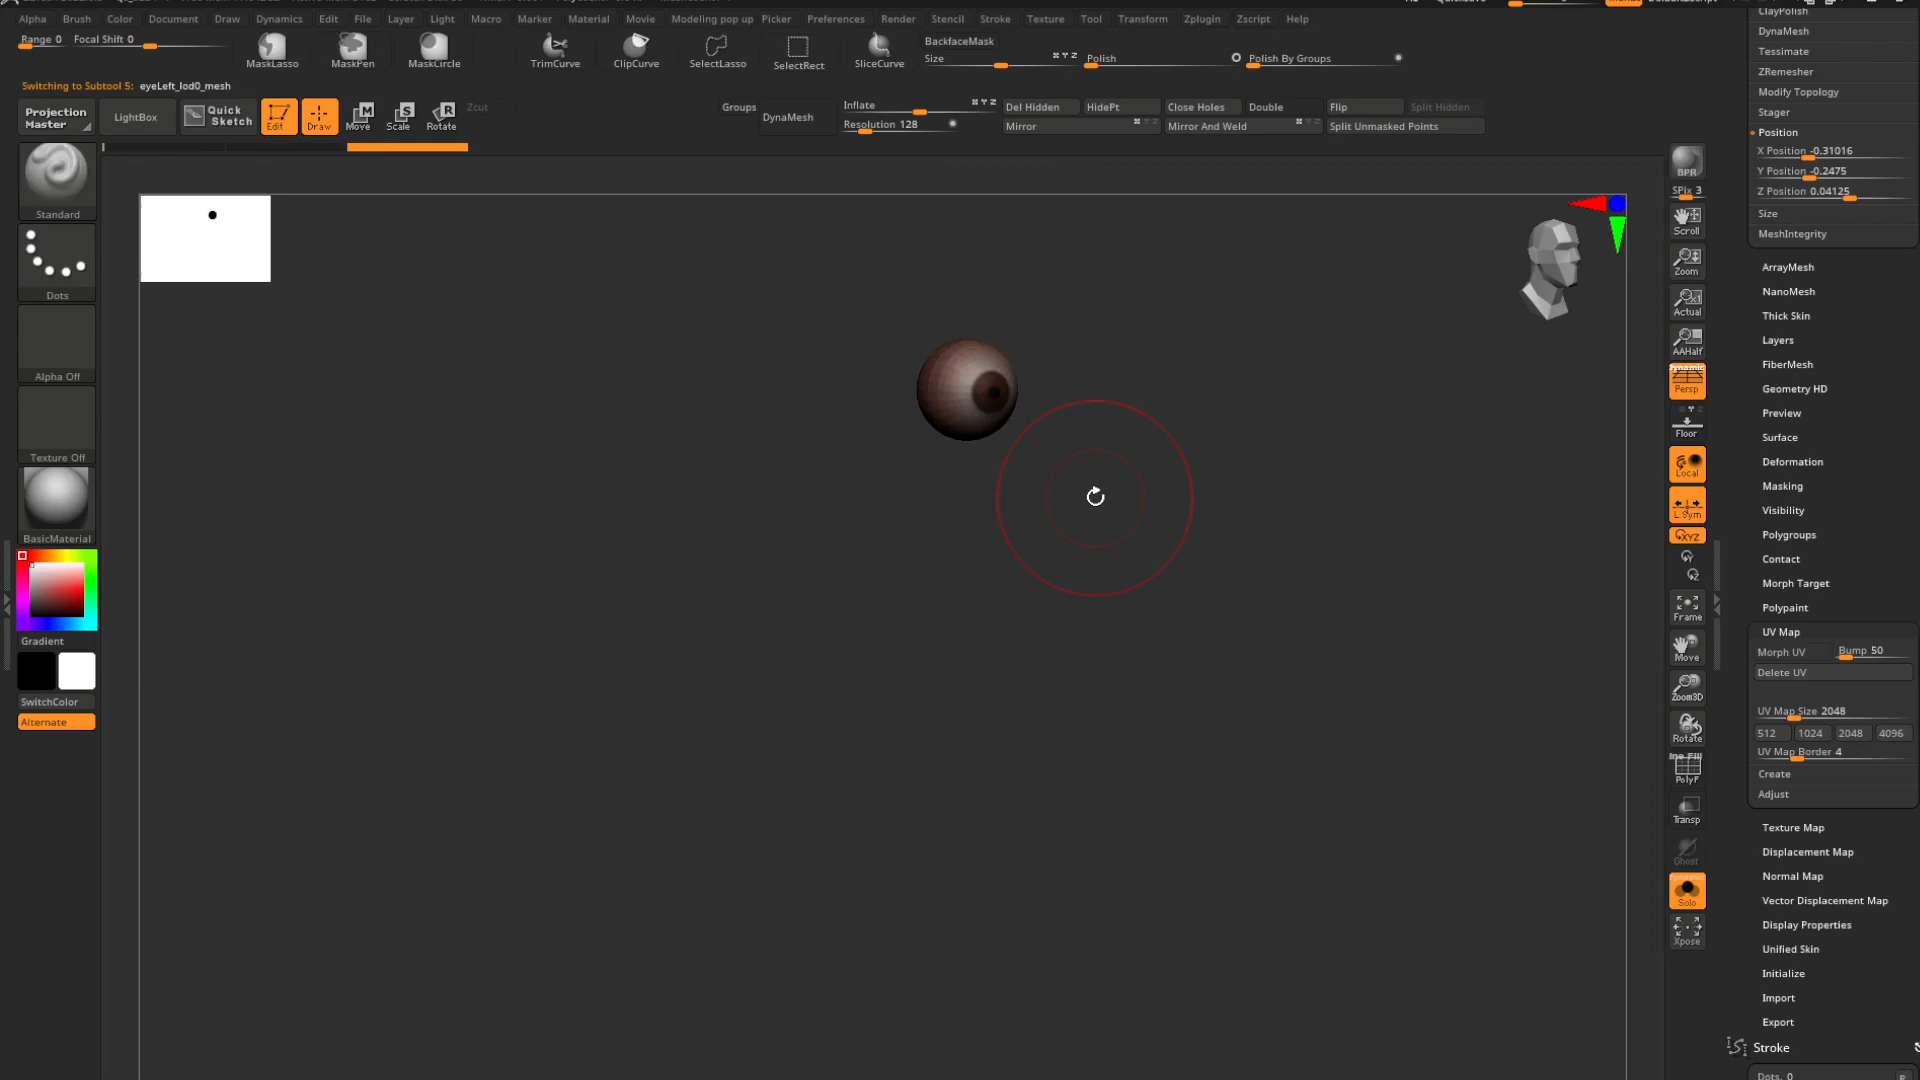 Alpha Brush Color Document Draw Dynamics Edit File Layer Light Macro Marker Material Movie Modeling pop up Picker Preferences Render Stencil Stroke Texture Tool Transform Zplugin Zscript Help
Range 0 Focal Shift 0
MaskLasso MaskPen MaskCircle TrimCurve ClipCurve SelectLasso SelectRect SliceCurve
BackfaceMask
Size Polish Polish By Groups
Switching to Subtool 5: eyeLeft_lod0_mesh
Projection Master
LightBox
Quick Sketch
Edit Draw Move Scale Rotate
Zcut
Groups DynaMesh
Inflate
Resolution 128
Del Hidden HidePt Close Holes Double Flip Split Hidden
Mirror Mirror And Weld Split Unmasked Points
Standard
Dots
Alpha Off
Texture Off
BasicMaterial
Gradient
SwitchColor
Alternate
BPR
SPix 3
Scroll
Zoom
Actual
AAHalf
Dynamic
Persp
Floor
Local
L.Sym
XYZ
Frame
Move
Zoom3D
Rotate
PolyF
Transp
Ghost
Solo
Xpose
ClayPolish
DynaMesh
Tessimate
ZRemesher
Modify Topology
Stager
Position
X Position -0.31016
Y Position -0.2475
Z Position 0.04125
Size
MeshIntegrity
ArrayMesh
NanoMesh
Thick Skin
Layers
FiberMesh
Geometry HD
Preview
Surface
Deformation
Masking
Visibility
Polygroups
Contact
Morph Target
Polypaint
UV Map
Morph UV Bump 50
Delete UV
UV Map Size 2048
512 1024 2048 4096
UV Map Border 4
Create
Adjust
Texture Map
Displacement Map
Normal Map
Vector Displacement Map
Display Properties
Unified Skin
Initialize
Import
Export
Stroke